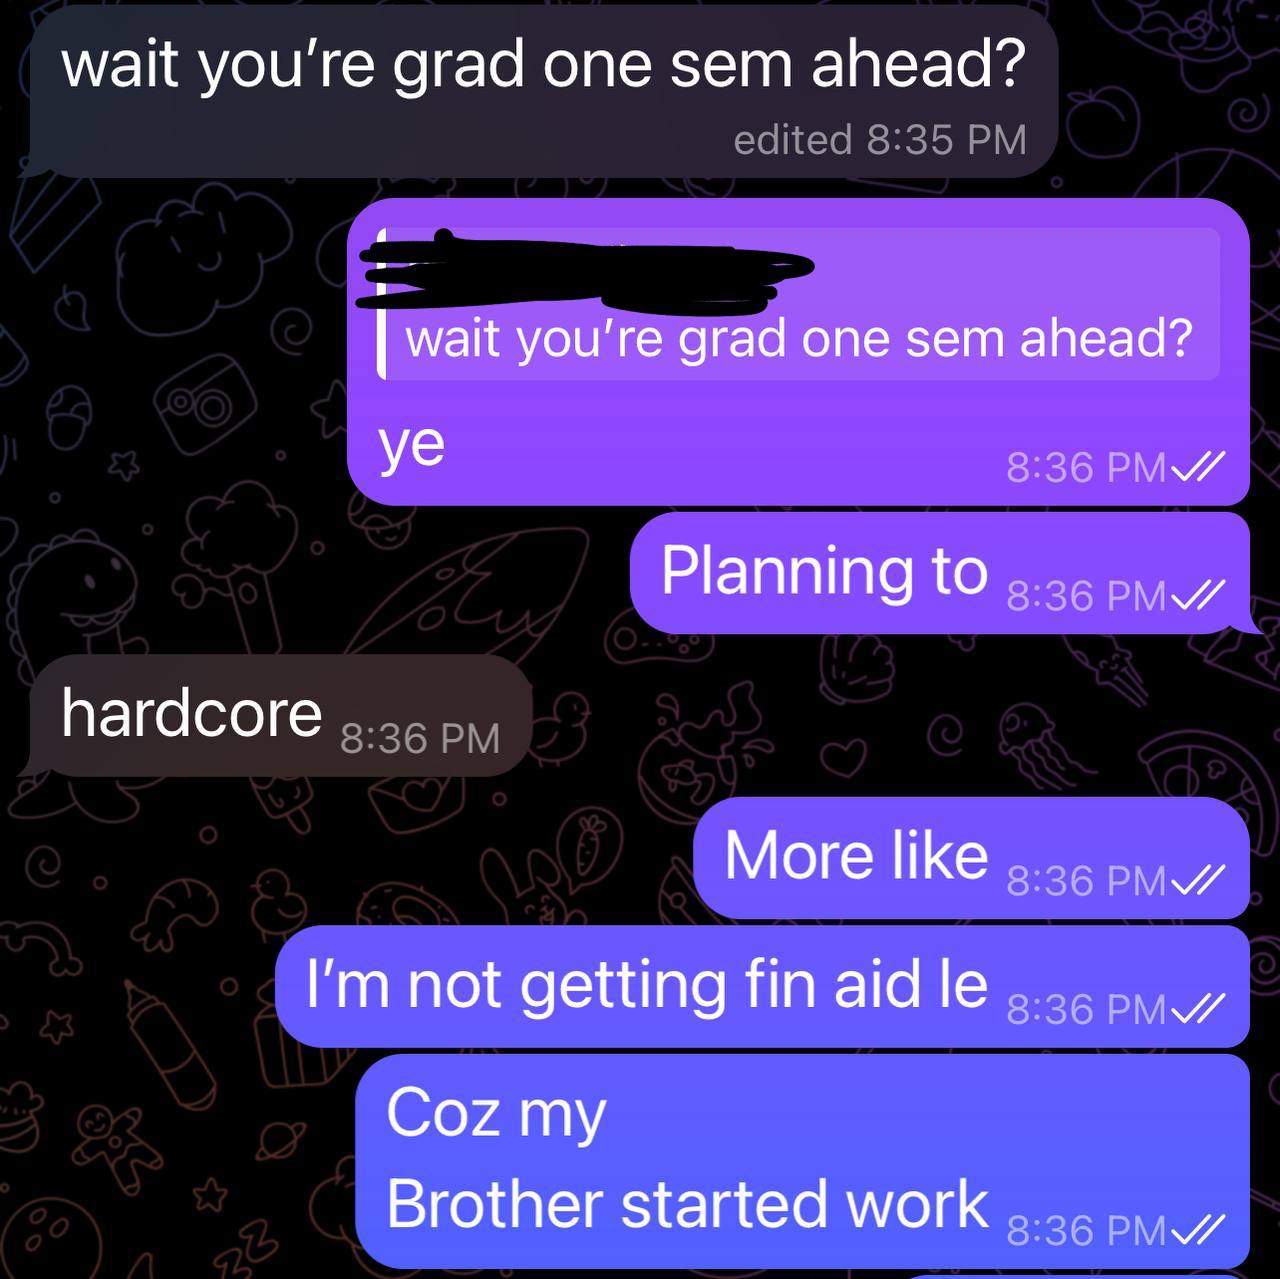 wait you’re grad one sem ahead?
edited 8:35 PM
wait you’re grad one sem ahead?
ye
8:36 PM
Planning to 8:36 PM
hardcore 8:36 PM
More like 8:36 PM
I’m not getting fin aid le 8:36 PM
Coz my
Brother started work 8:36 PM